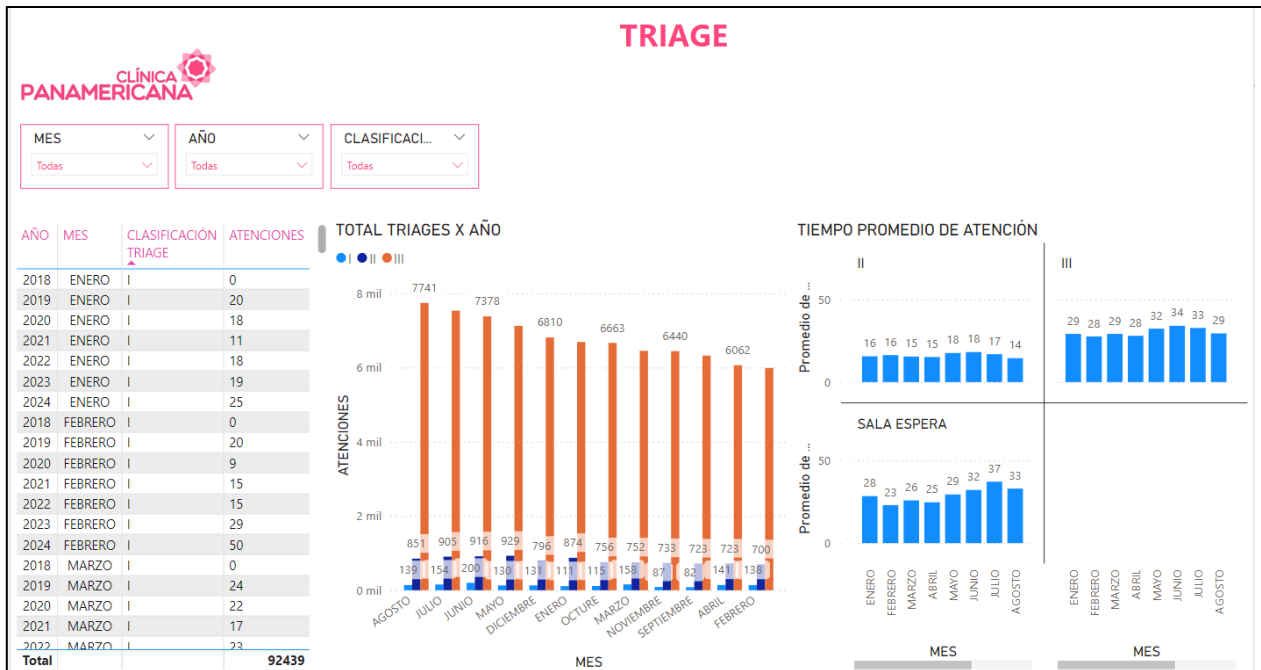 TRIAGE
CLÍNICA
PANAMERICANA
MES
Todas
AÑO
Todas
CLASIFICACI...
Todas
AÑO MES CLASIFICACIÓN TRIAGE ATENCIONES
2018 ENERO I 0
2019 ENERO I 20
2020 ENERO I 18
2021 ENERO I 11
2022 ENERO I 18
2023 ENERO I 19
2024 ENERO I 25
2018 FEBRERO I 0
2019 FEBRERO I 20
2020 FEBRERO I 9
2021 FEBRERO I 15
2022 FEBRERO I 15
2023 FEBRERO I 29
2024 FEBRERO I 50
2018 MARZO I 0
2019 MARZO I 24
2020 MARZO I 22
2021 MARZO I 17
2022 MARZO I 23
Total 92439
TOTAL TRIAGES X AÑO
I II III
ATENCIONES
8 mil
6 mil
4 mil
2 mil
0 mil
7741 7378 6810 6663 6440 6062
851 905 916 929 796 874 756 752 733 723 723 700
139 154 200 130 131 111 115 158 87 82 141 138
AGOSTO JULIO JUNIO MAYO DICIEMBRE ENERO OCTURE MARZO NOVIEMBRE SEPTIEMBRE ABRIL FEBRERO
MES
TIEMPO PROMEDIO DE ATENCIÓN
II
Promedio de ...
50
0
16 16 15 15 18 18 17 14
III
29 28 29 28 32 34 33 29
SALA ESPERA
Promedio de ...
50
0
28 23 26 25 29 32 37 33
ENERO FEBRERO MARZO ABRIL MAYO JUNIO JULIO AGOSTO
MES
ENERO FEBRERO MARZO ABRIL MAYO JUNIO JULIO AGOSTO
MES